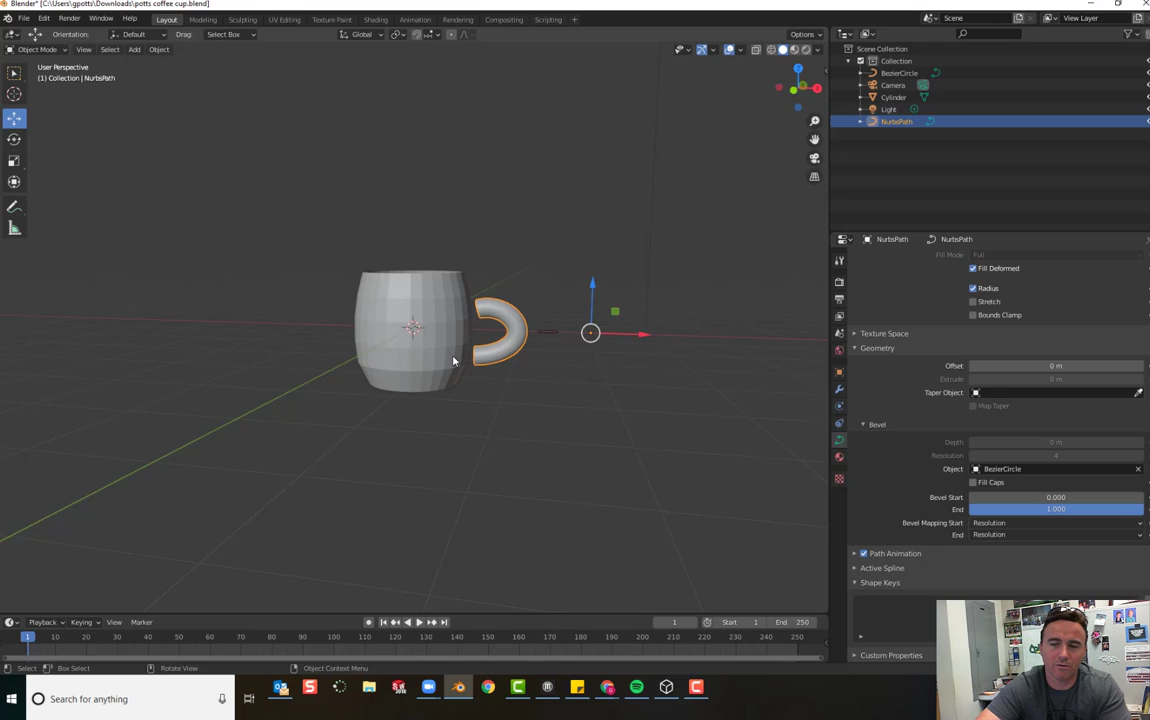 Blender* [C:\Users\gpotts\Downloads\potts coffee cup.blend]
File Edit Render Window Help Layout Modeling Sculpting UV Editing Texture Paint Shading Animation Rendering Compositing Scripting Scene View Layer
Orientation: Default Drag: Select Box Global Options
Object Mode View Select Add Object
User Perspective
(1) Collection | NurbsPath
Scene Collection
Collection
BezierCircle
Camera
Cylinder
Light
NurbsPath
NurbsPath NurbsPath
Fill Mode Full
Fill Deformed
Radius
Stretch
Bounds Clamp
Texture Space
Geometry
Offset 0 m
Extrude 0 m
Taper Object
Map Taper
Bevel
Depth 0 m
Resolution 4
Object BezierCircle
Fill Caps
Bevel Start 0.000
End 1.000
Bevel Mapping Start Resolution
End Resolution
Path Animation
Active Spline
Shape Keys
Custom Properties
Playback Keying View Marker 1 Start 1 End 250
1 10 20 30 40 50 60 70 80 90 100 110 120 130 140 150 160 170 180 190 200 210 220 230 240 250
Select Box Select Rotate View Object Context Menu
Search for anything